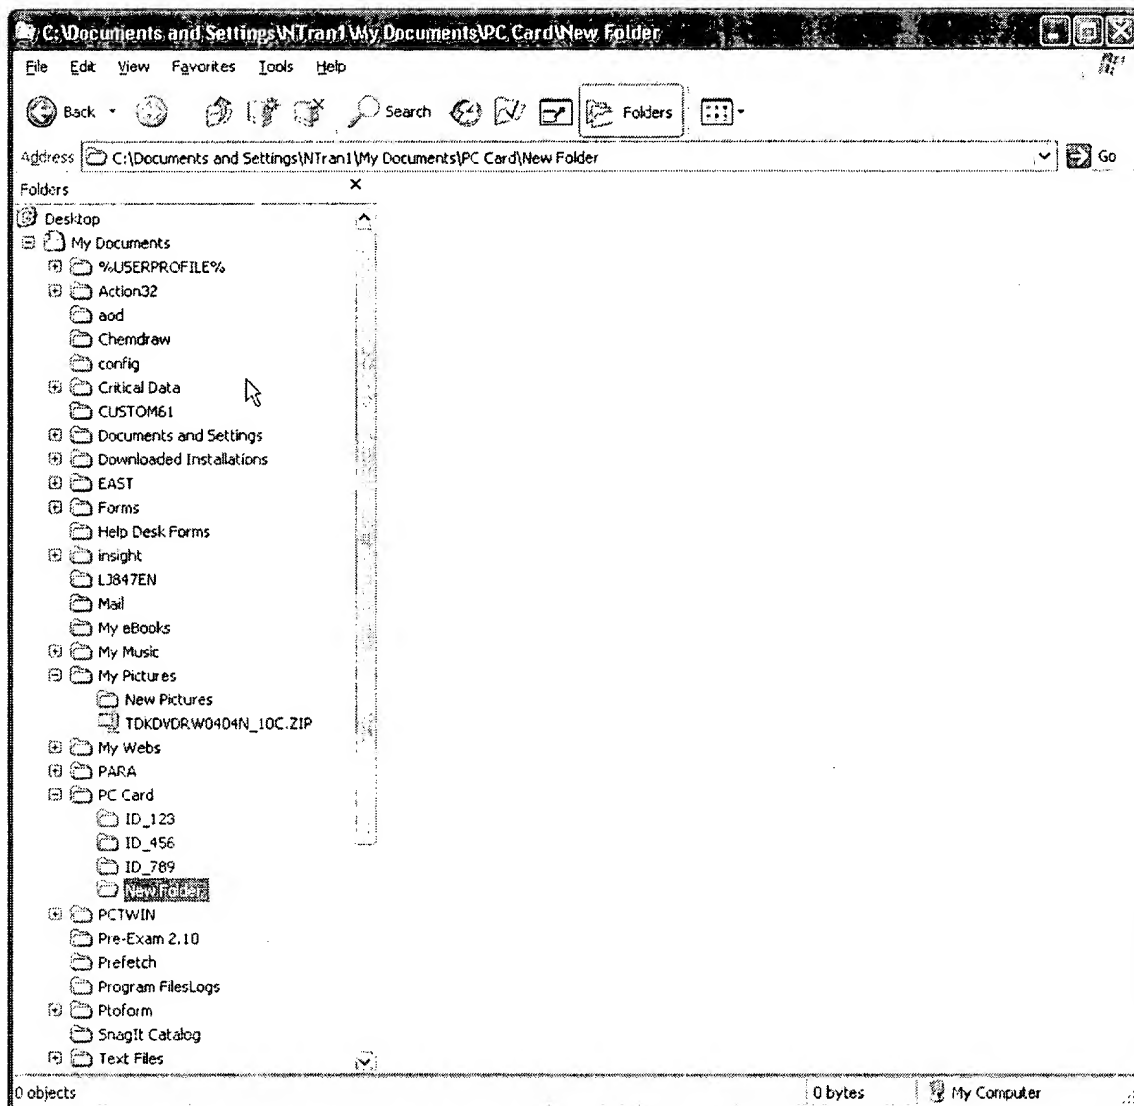 C:\Documents and Settings\NTran1\My Documents\PC Card\New Folder
File Edit View Favorites Tools Help
Back Search Folders
Address C:\Documents and Settings\NTran1\My Documents\PC Card\New Folder Go
Folders
Desktop
My Documents
%USERPROFILE%
Action32
aod
Chemdraw
config
Critical Data
CUSTOM61
Documents and Settings
Downloaded Installations
EAST
Forms
Help Desk Forms
insight
LJ847EN
Mail
My eBooks
My Music
My Pictures
New Pictures
TDKDVDRW0404N_10C.ZIP
My Webs
PARA
PC Card
ID_123
ID_456
ID_789
New Folder
PCTWIN
Pre-Exam 2.10
Prefetch
Program FilesLogs
Ptoform
SnagIt Catalog
Text Files
0 objects 0 bytes My Computer